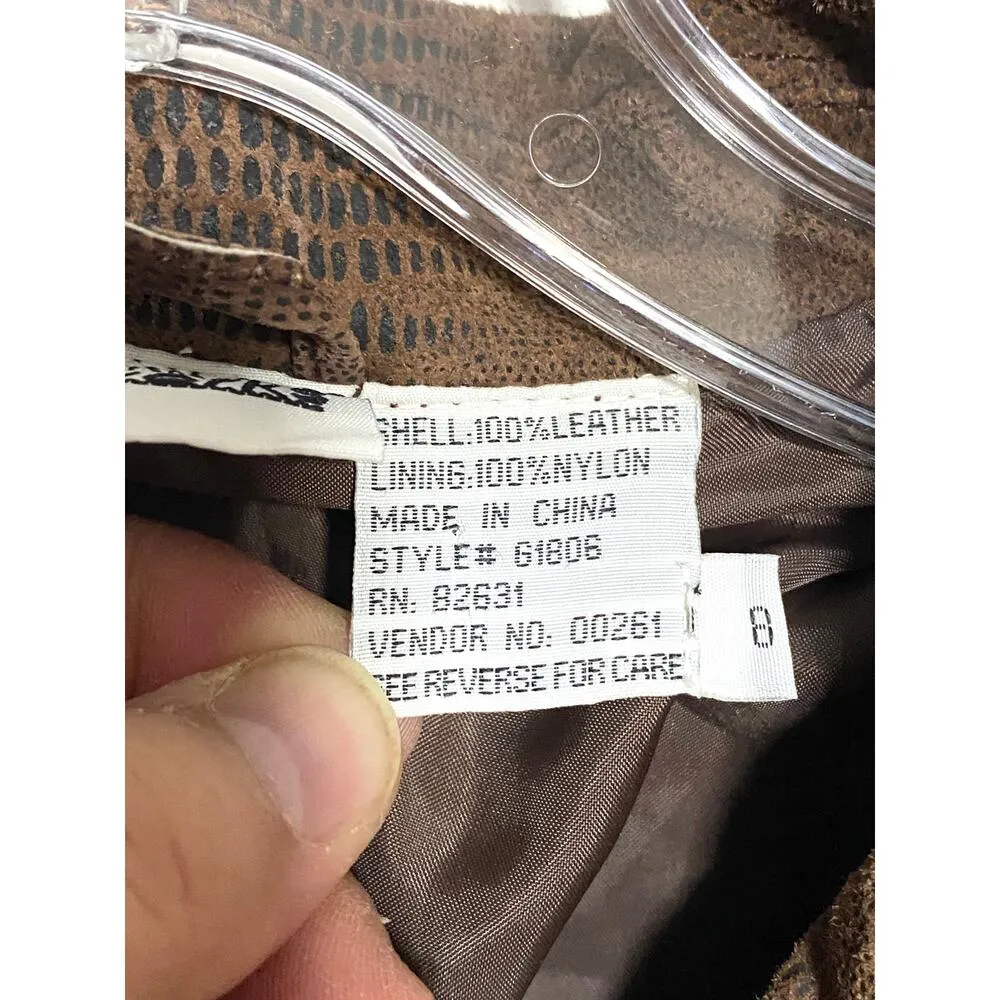 SHELL:100%LEATHER
LINING:100%NYLON
MADE IN CHINA
STYLE# G1806
RN: 82631
VENDOR NO: 00261
SEE REVERSE FOR CARE
8